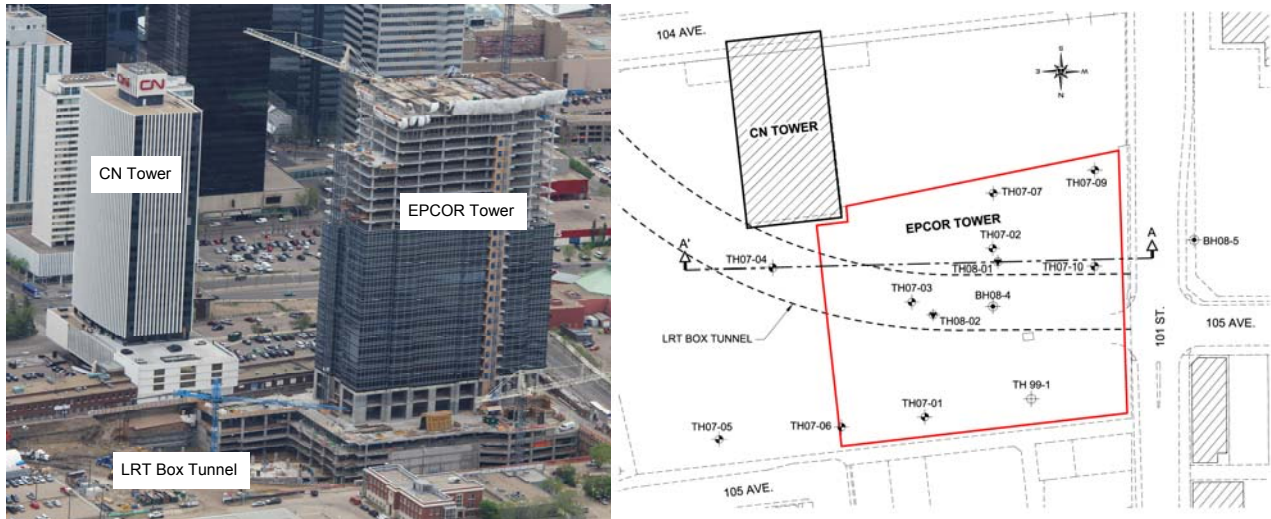 CN
CN Tower
EPCOR Tower
LRT Box Tunnel
104 AVE.
S
E
W
N
CN TOWER
TH07-09
TH07-07
EPCOR TOWER
TH07-02
BH08-5
A'
A
TH07-04
TH08-01
TH07-10
TH07-03
BH08-4
TH08-02
LRT BOX TUNNEL
101 ST.
105 AVE.
TH 99-1
TH07-01
TH07-06
TH07-05
105 AVE.